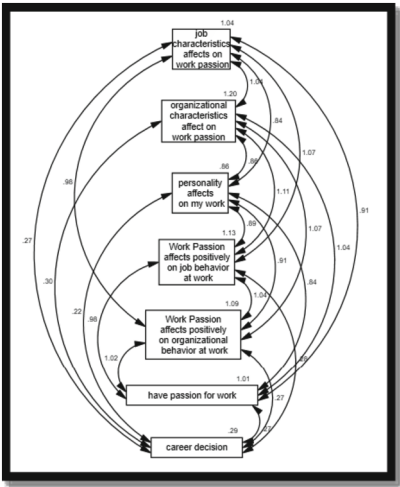 1.04
job
characteristics
affects on
work passion
1.04
1.20
organizational
characteristics
affect on
work passion
.84
.86
.86
1.07
personality
affects
on my work
1.11
.98
.91
.89
1.13
1.07
Work Passion
affects positively
on job behavior
at work
.27
1.04
.91
.30
.84
1.04
1.09
.22
.98
Work Passion
affects positively
on organizational
behavior at work
1.02
1.01
have passion for work
.27
.29
.27
career decision